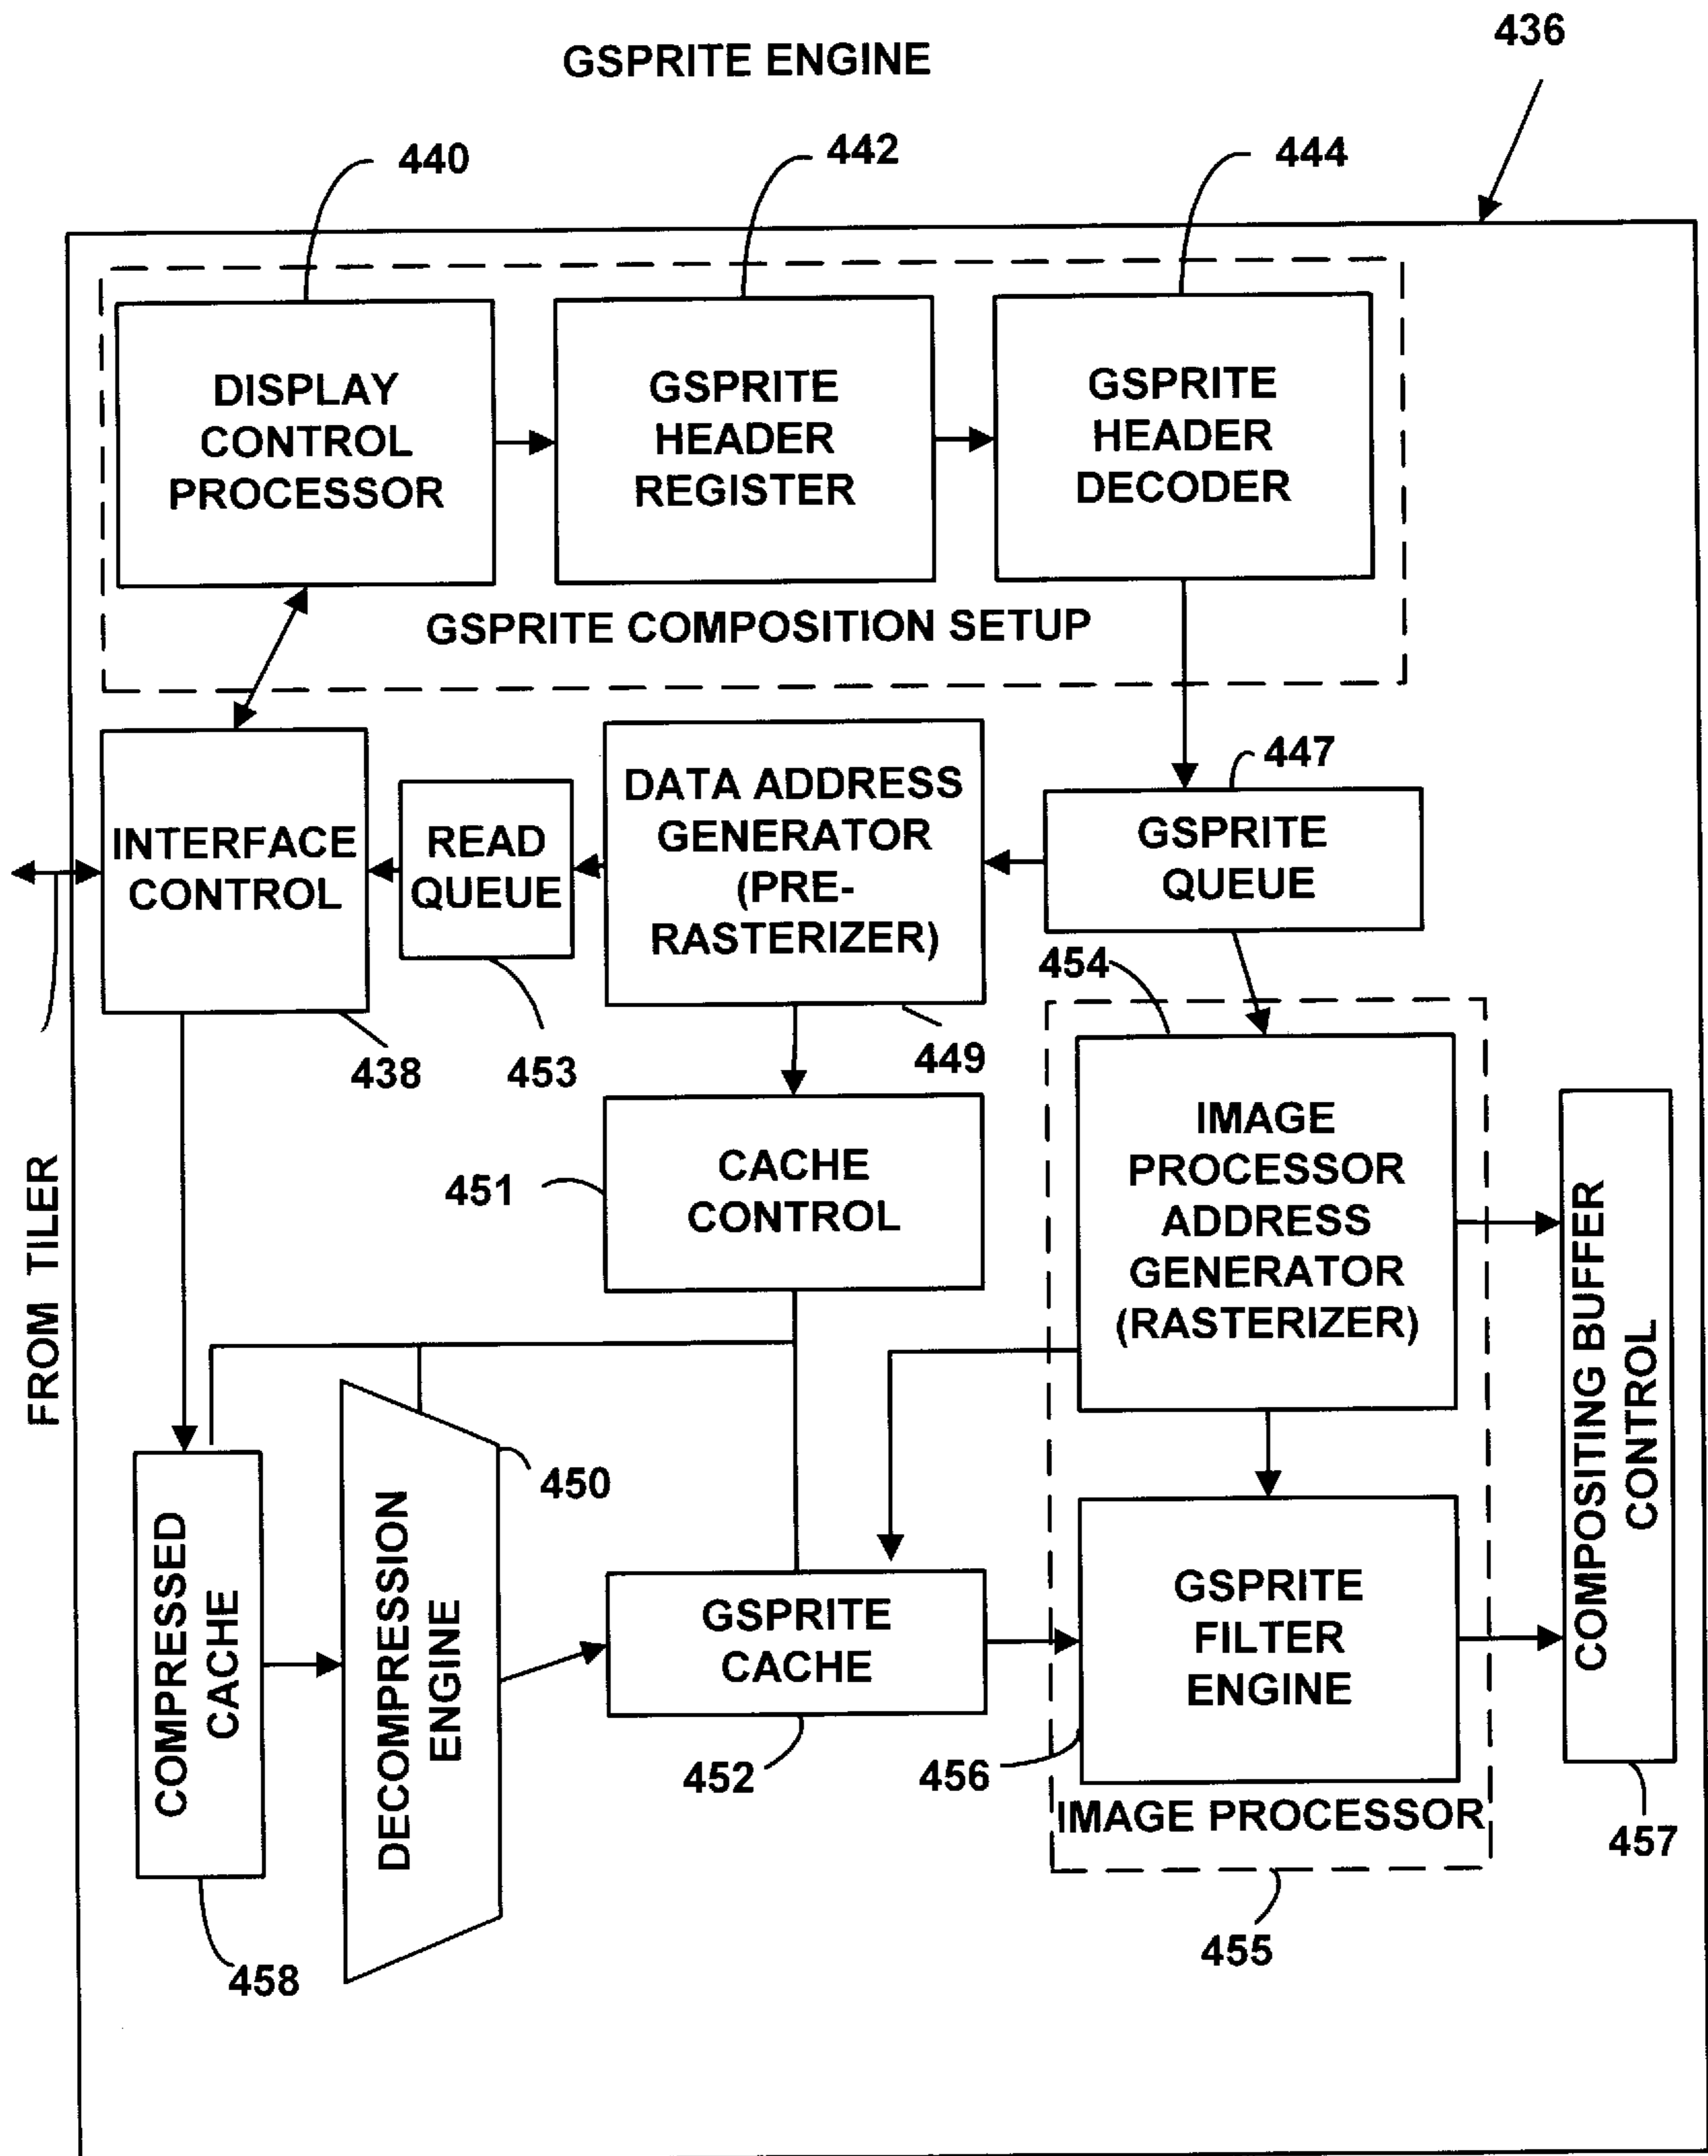 436
GSPRITE ENGINE
440
442
444
DISPLAY
CONTROL
PROCESSOR
GSPRITE
HEADER
REGISTER
GSPRITE
HEADER
DECODER
GSPRITE COMPOSITION SETUP
447
INTERFACE
CONTROL
READ
QUEUE
DATA ADDRESS
GENERATOR
(PRE-
RASTERIZER)
GSPRITE
QUEUE
454
438
453
449
FROM TILER
451
CACHE
CONTROL
IMAGE
PROCESSOR
ADDRESS
GENERATOR
(RASTERIZER)
COMPOSITING BUFFER
CONTROL
450
COMPRESSED
CACHE
DECOMPRESSION
ENGINE
GSPRITE
CACHE
GSPRITE
FILTER
ENGINE
452
456
IMAGE PROCESSOR
457
458
455